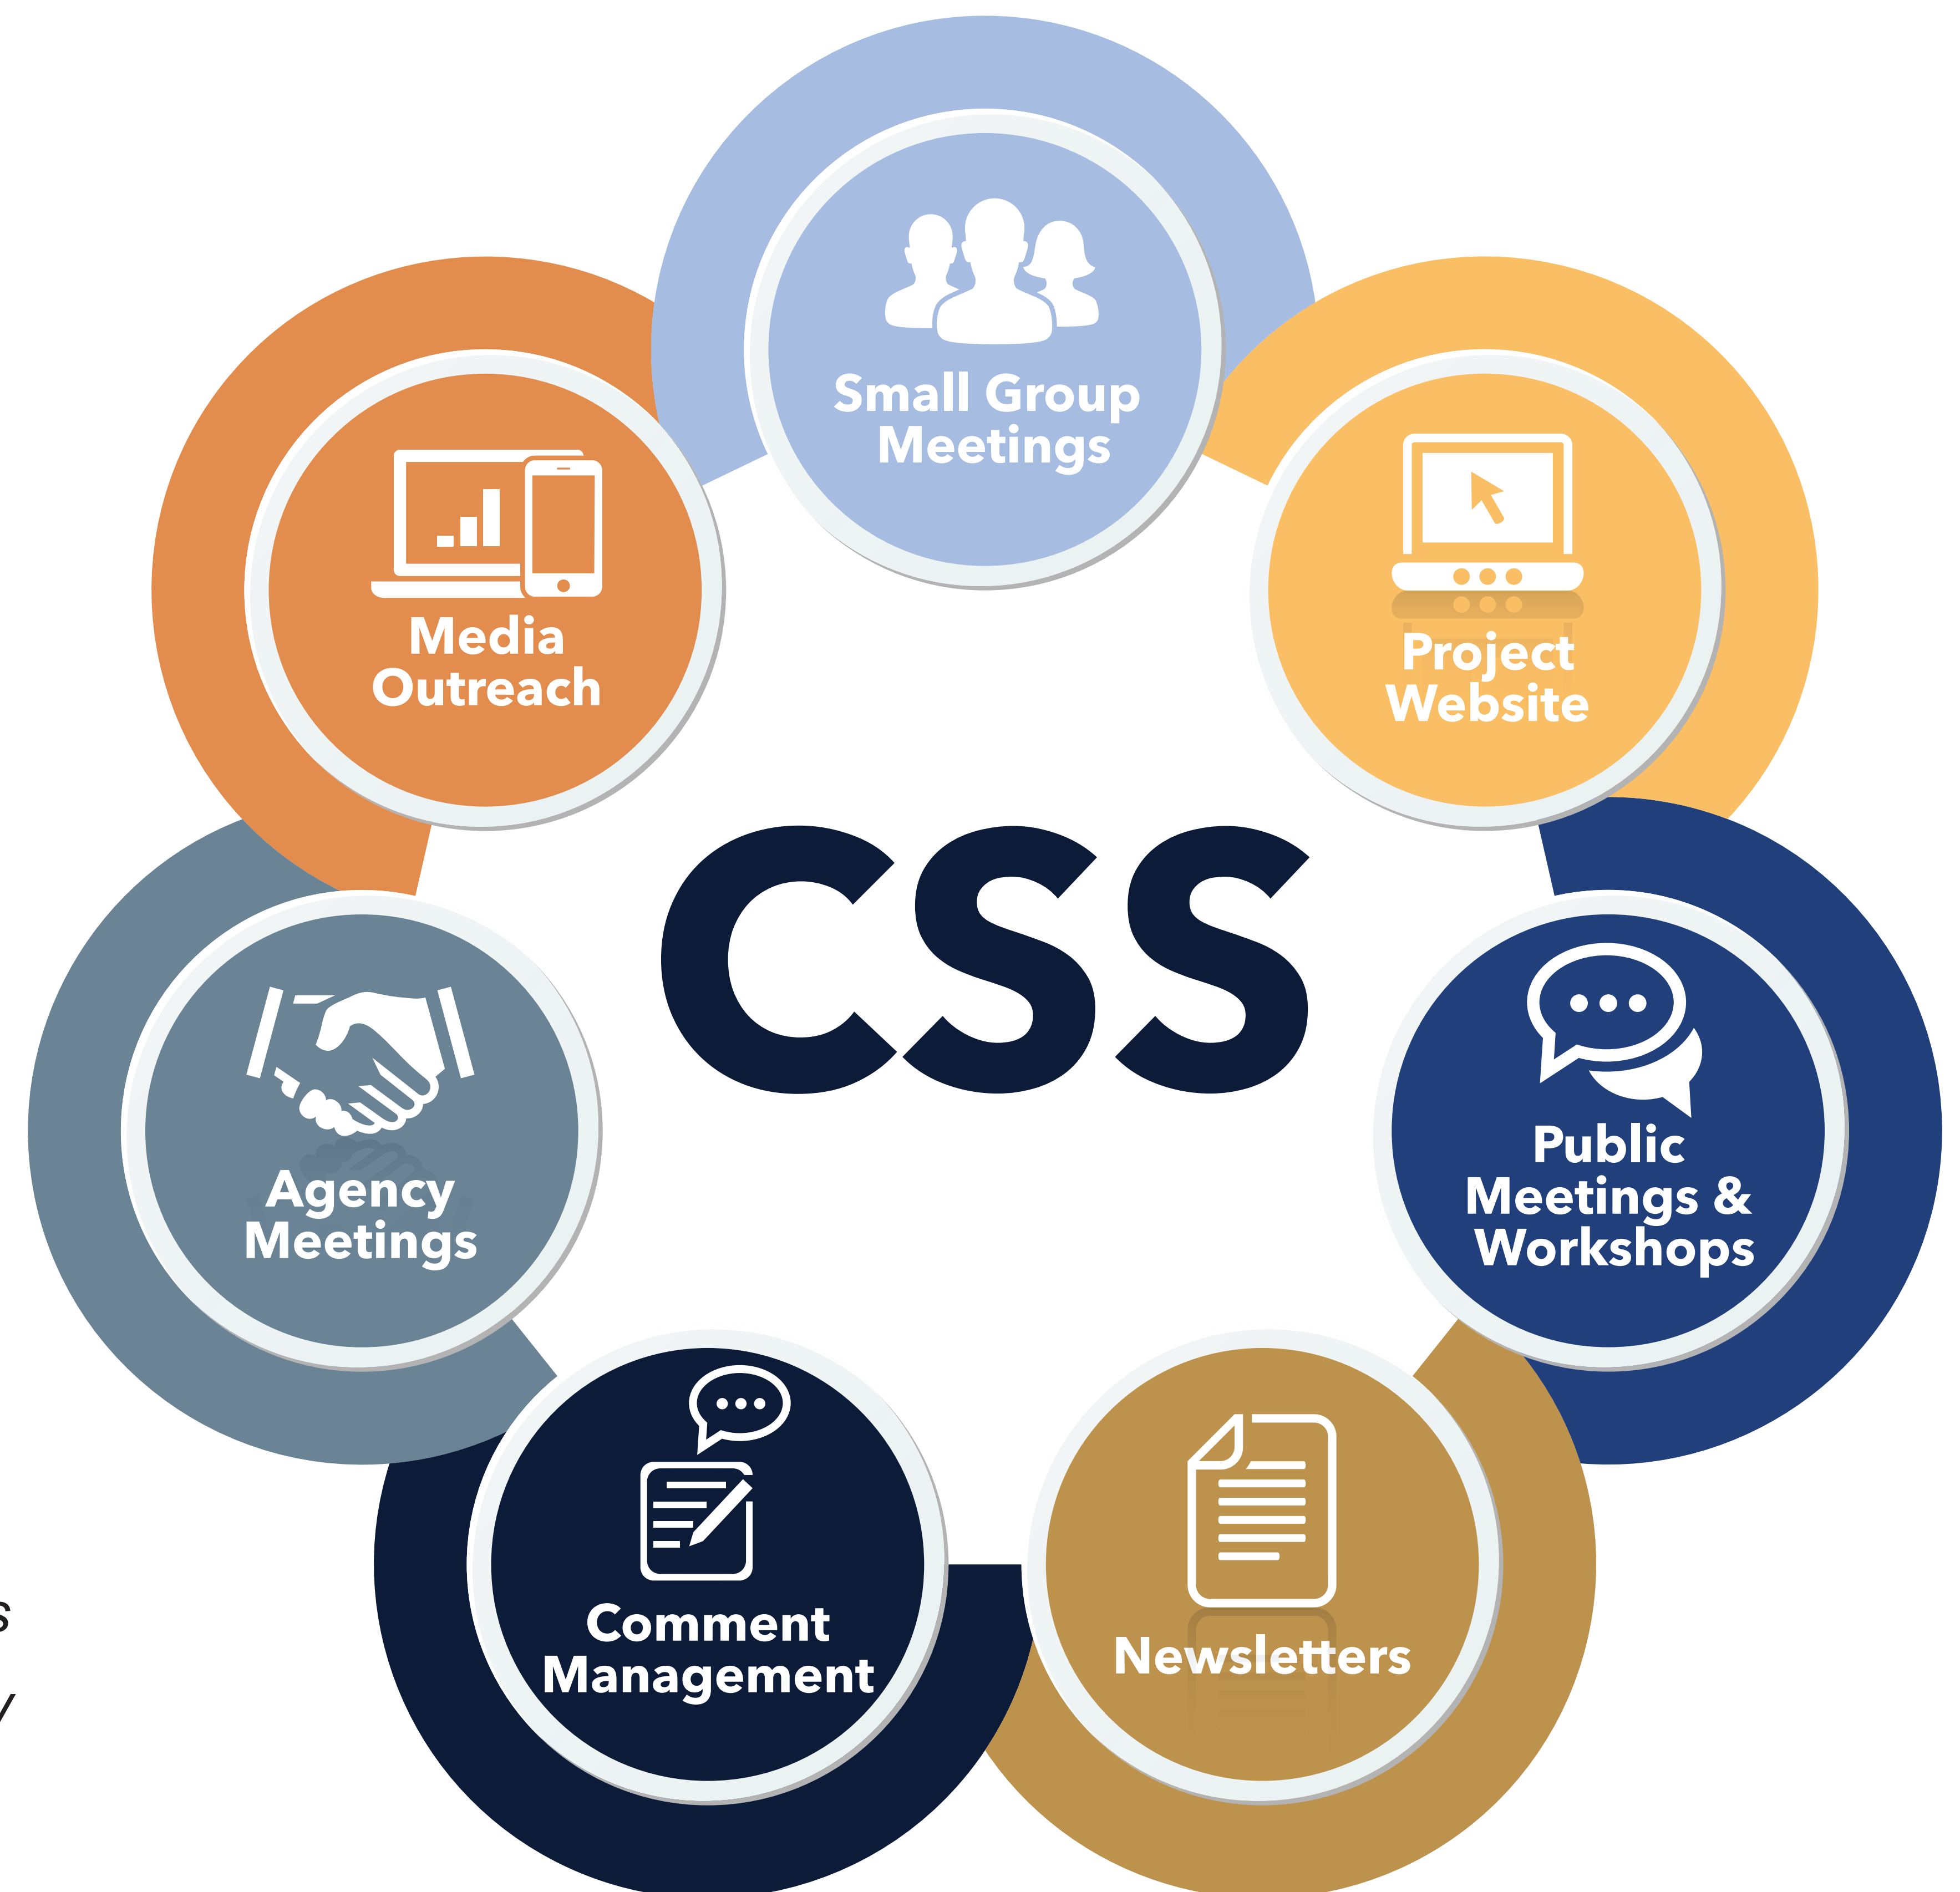 Small Group
Meetings
Project
Website
Media
Outreach
CSS
Public
Meetings &
Workshops
Agency
Meetings
Comment
Management
Newsletters